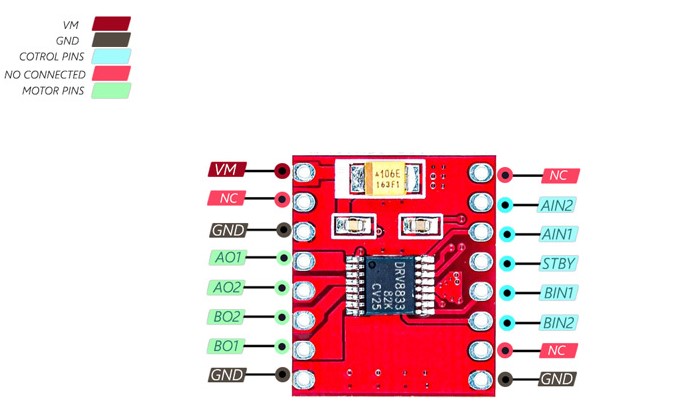 VM
GND
COTROL PINS
NO CONNECTED
MOTOR PINS
VM
NC
GND
AO1
AO2
BO2
BO1
GND
106E
163F1
DRV8833
82K
CV25
NC
AIN2
AIN1
STBY
BIN1
BIN2
NC
GND